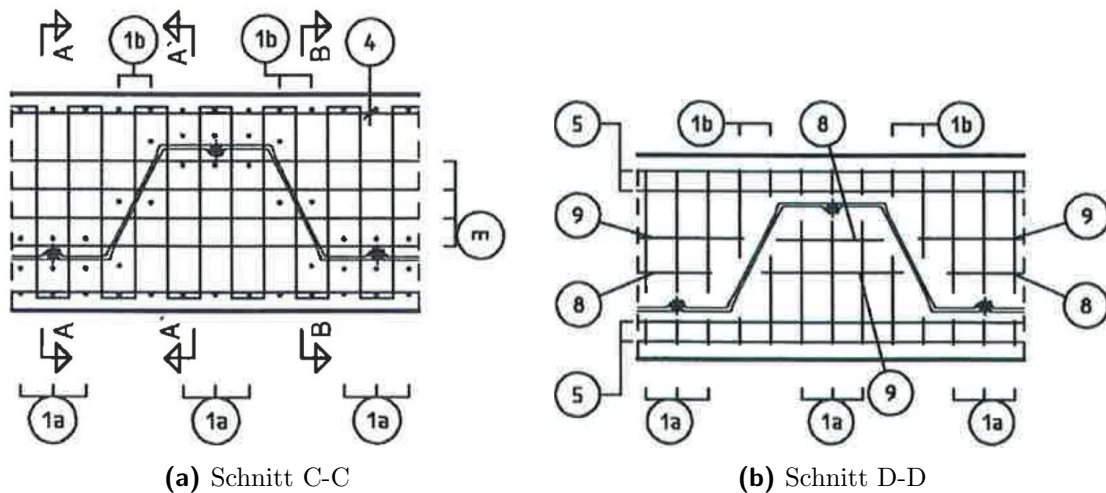 A A` B
1b 1b 4
m
A A B
1a 1a 1a
(a) Schnitt C-C
1b 8 1b
5
9 9
8 8
5 9
1a 1a 1a
(b) Schnitt D-D